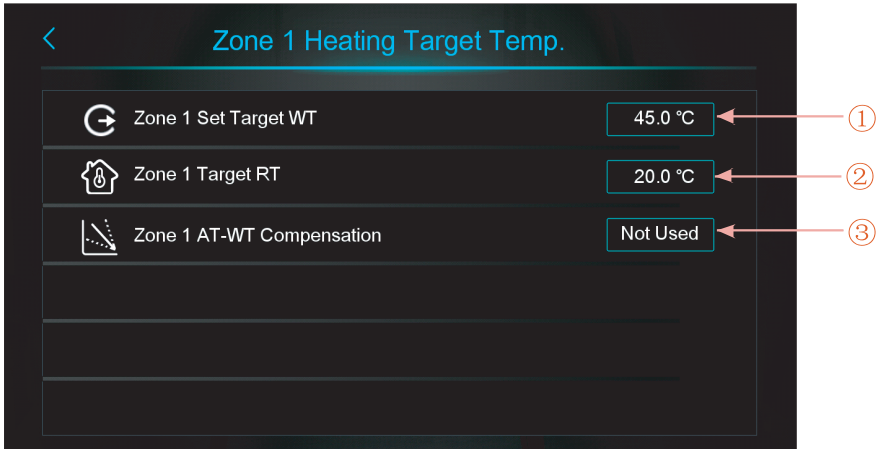 Zone 1 Heating Target Temp.
Zone 1 Set Target WT 45.0 ℃ ①
Zone 1 Target RT 20.0 ℃ ②
Zone 1 AT-WT Compensation Not Used ③